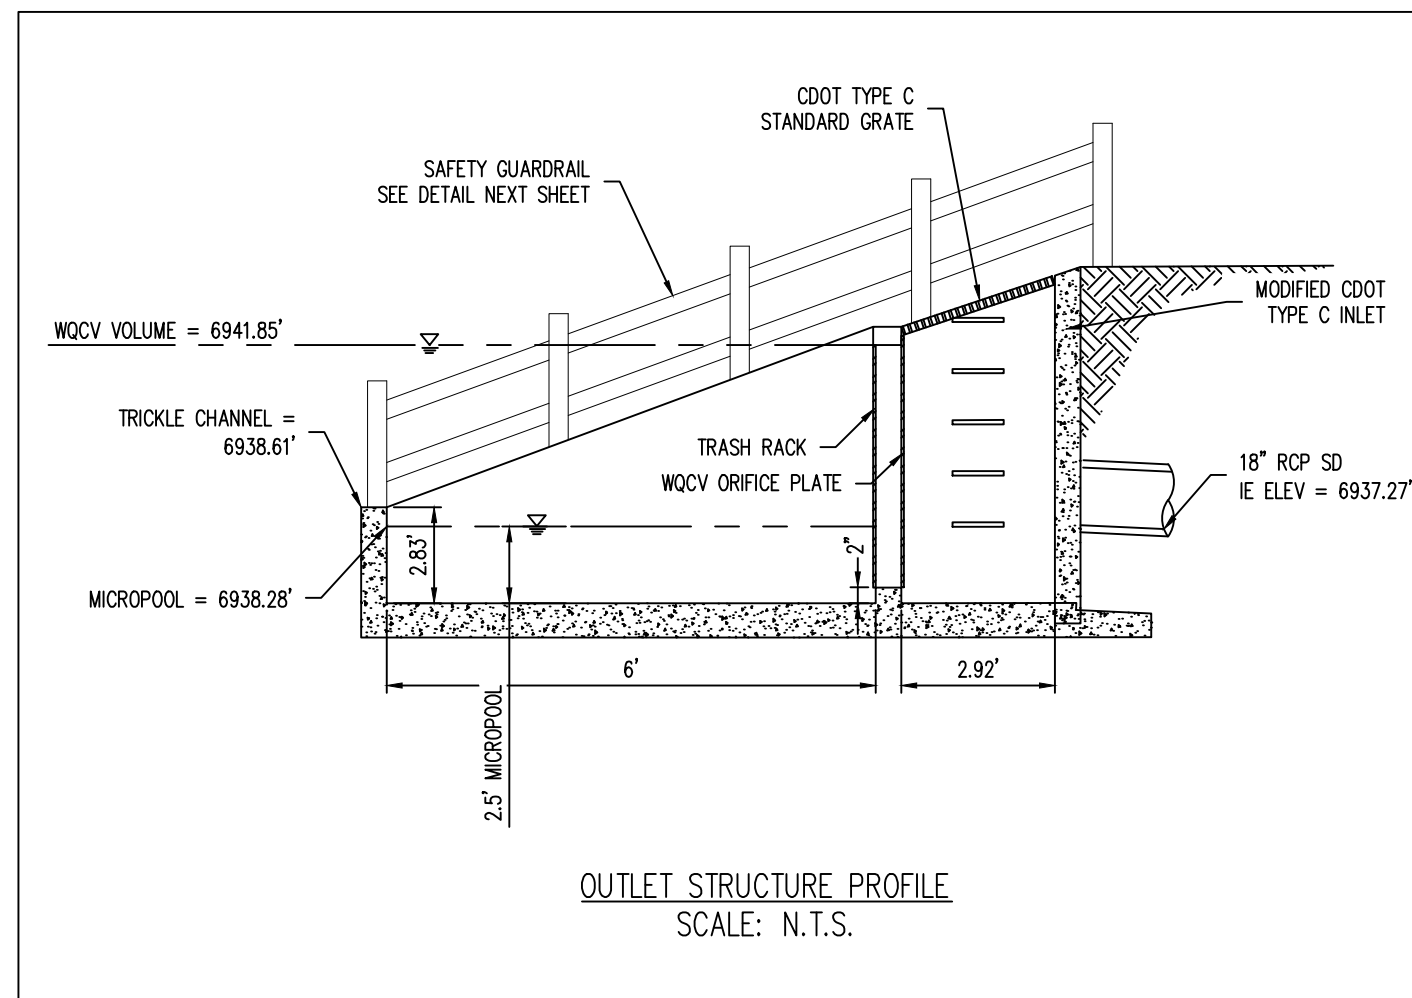 CDOT TYPE C
STANDARD GRATE
SAFETY GUARDRAIL
SEE DETAIL NEXT SHEET
WQCV VOLUME = 6941.85'
MODIFIED CDOT
TYPE C INLET
TRICKLE CHANNEL =
6938.61'
TRASH RACK
WQCV ORIFICE PLATE
18" RCP SD
IE ELEV = 6937.27'
2.83'
2"
MICROPOOL = 6938.28'
6'
2.92'
2.5' MICROPOOL
OUTLET STRUCTURE PROFILE
SCALE: N.T.S.